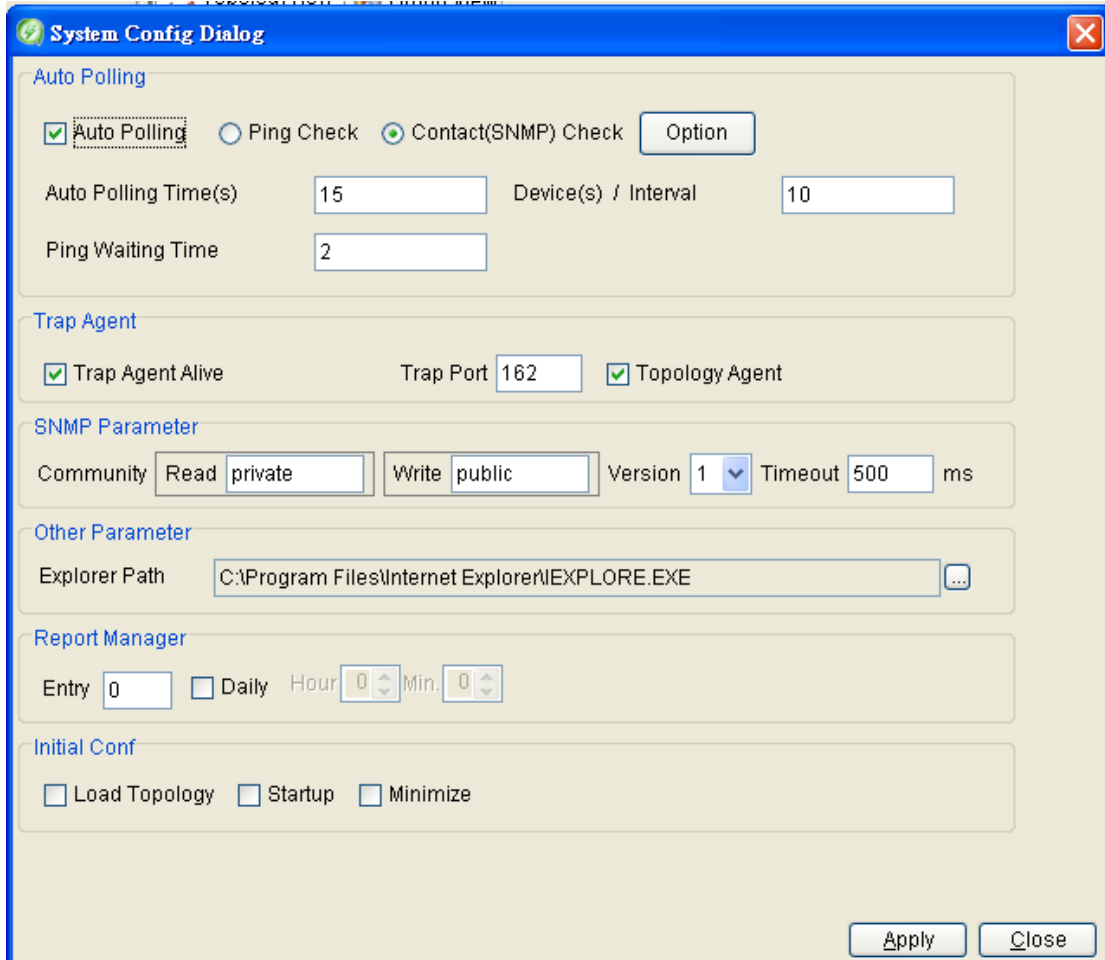 System Config Dialog
Auto Polling
Auto Polling Ping Check Contact(SNMP) Check Option
Auto Polling Time(s) 15 Device(s) / Interval 10
Ping Waiting Time 2
Trap Agent
Trap Agent Alive Trap Port 162 Topology Agent
SNMP Parameter
Community Read private Write public Version 1 Timeout 500 ms
Other Parameter
Explorer Path C:\Program Files\Internet Explorer\IEXPLORE.EXE ...
Report Manager
Entry 0 Daily Hour 0 Min. 0
Initial Conf
Load Topology Startup Minimize
Apply Close